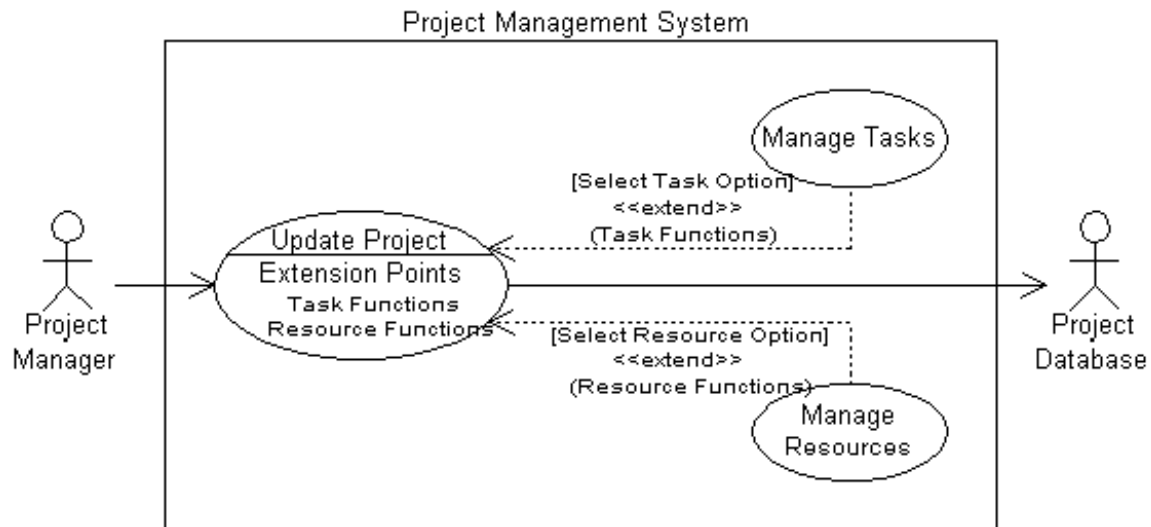 Project Management System
Manage Tasks
[Select Task Option]
<<extend>>
(Task Functions)
Update Project
Extension Points
Task Functions
Resource Functions
Project
Manager
Project
Database
[Select Resource Option]
<<extend>>
(Resource Functions)
Manage
Resources